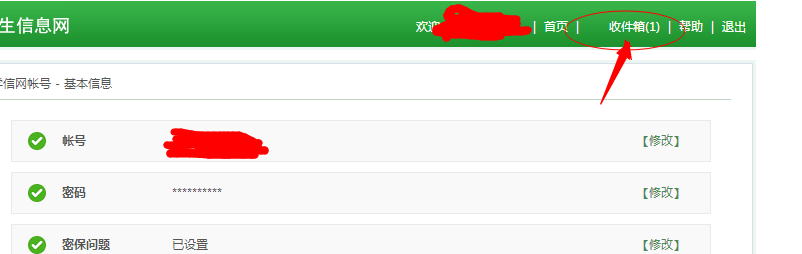 生信息网
欢迎 | 首页 | 收件箱(1) | 帮助 | 退出
学信网帐号 - 基本信息
帐号 【修改】
密码 ********** 【修改】
密保问题 已设置 【修改】